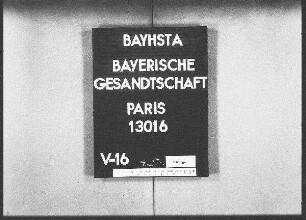 BAYHSTA
BAYERISCHE
GESANDTSCHAFT
PARIS
13016
V-16